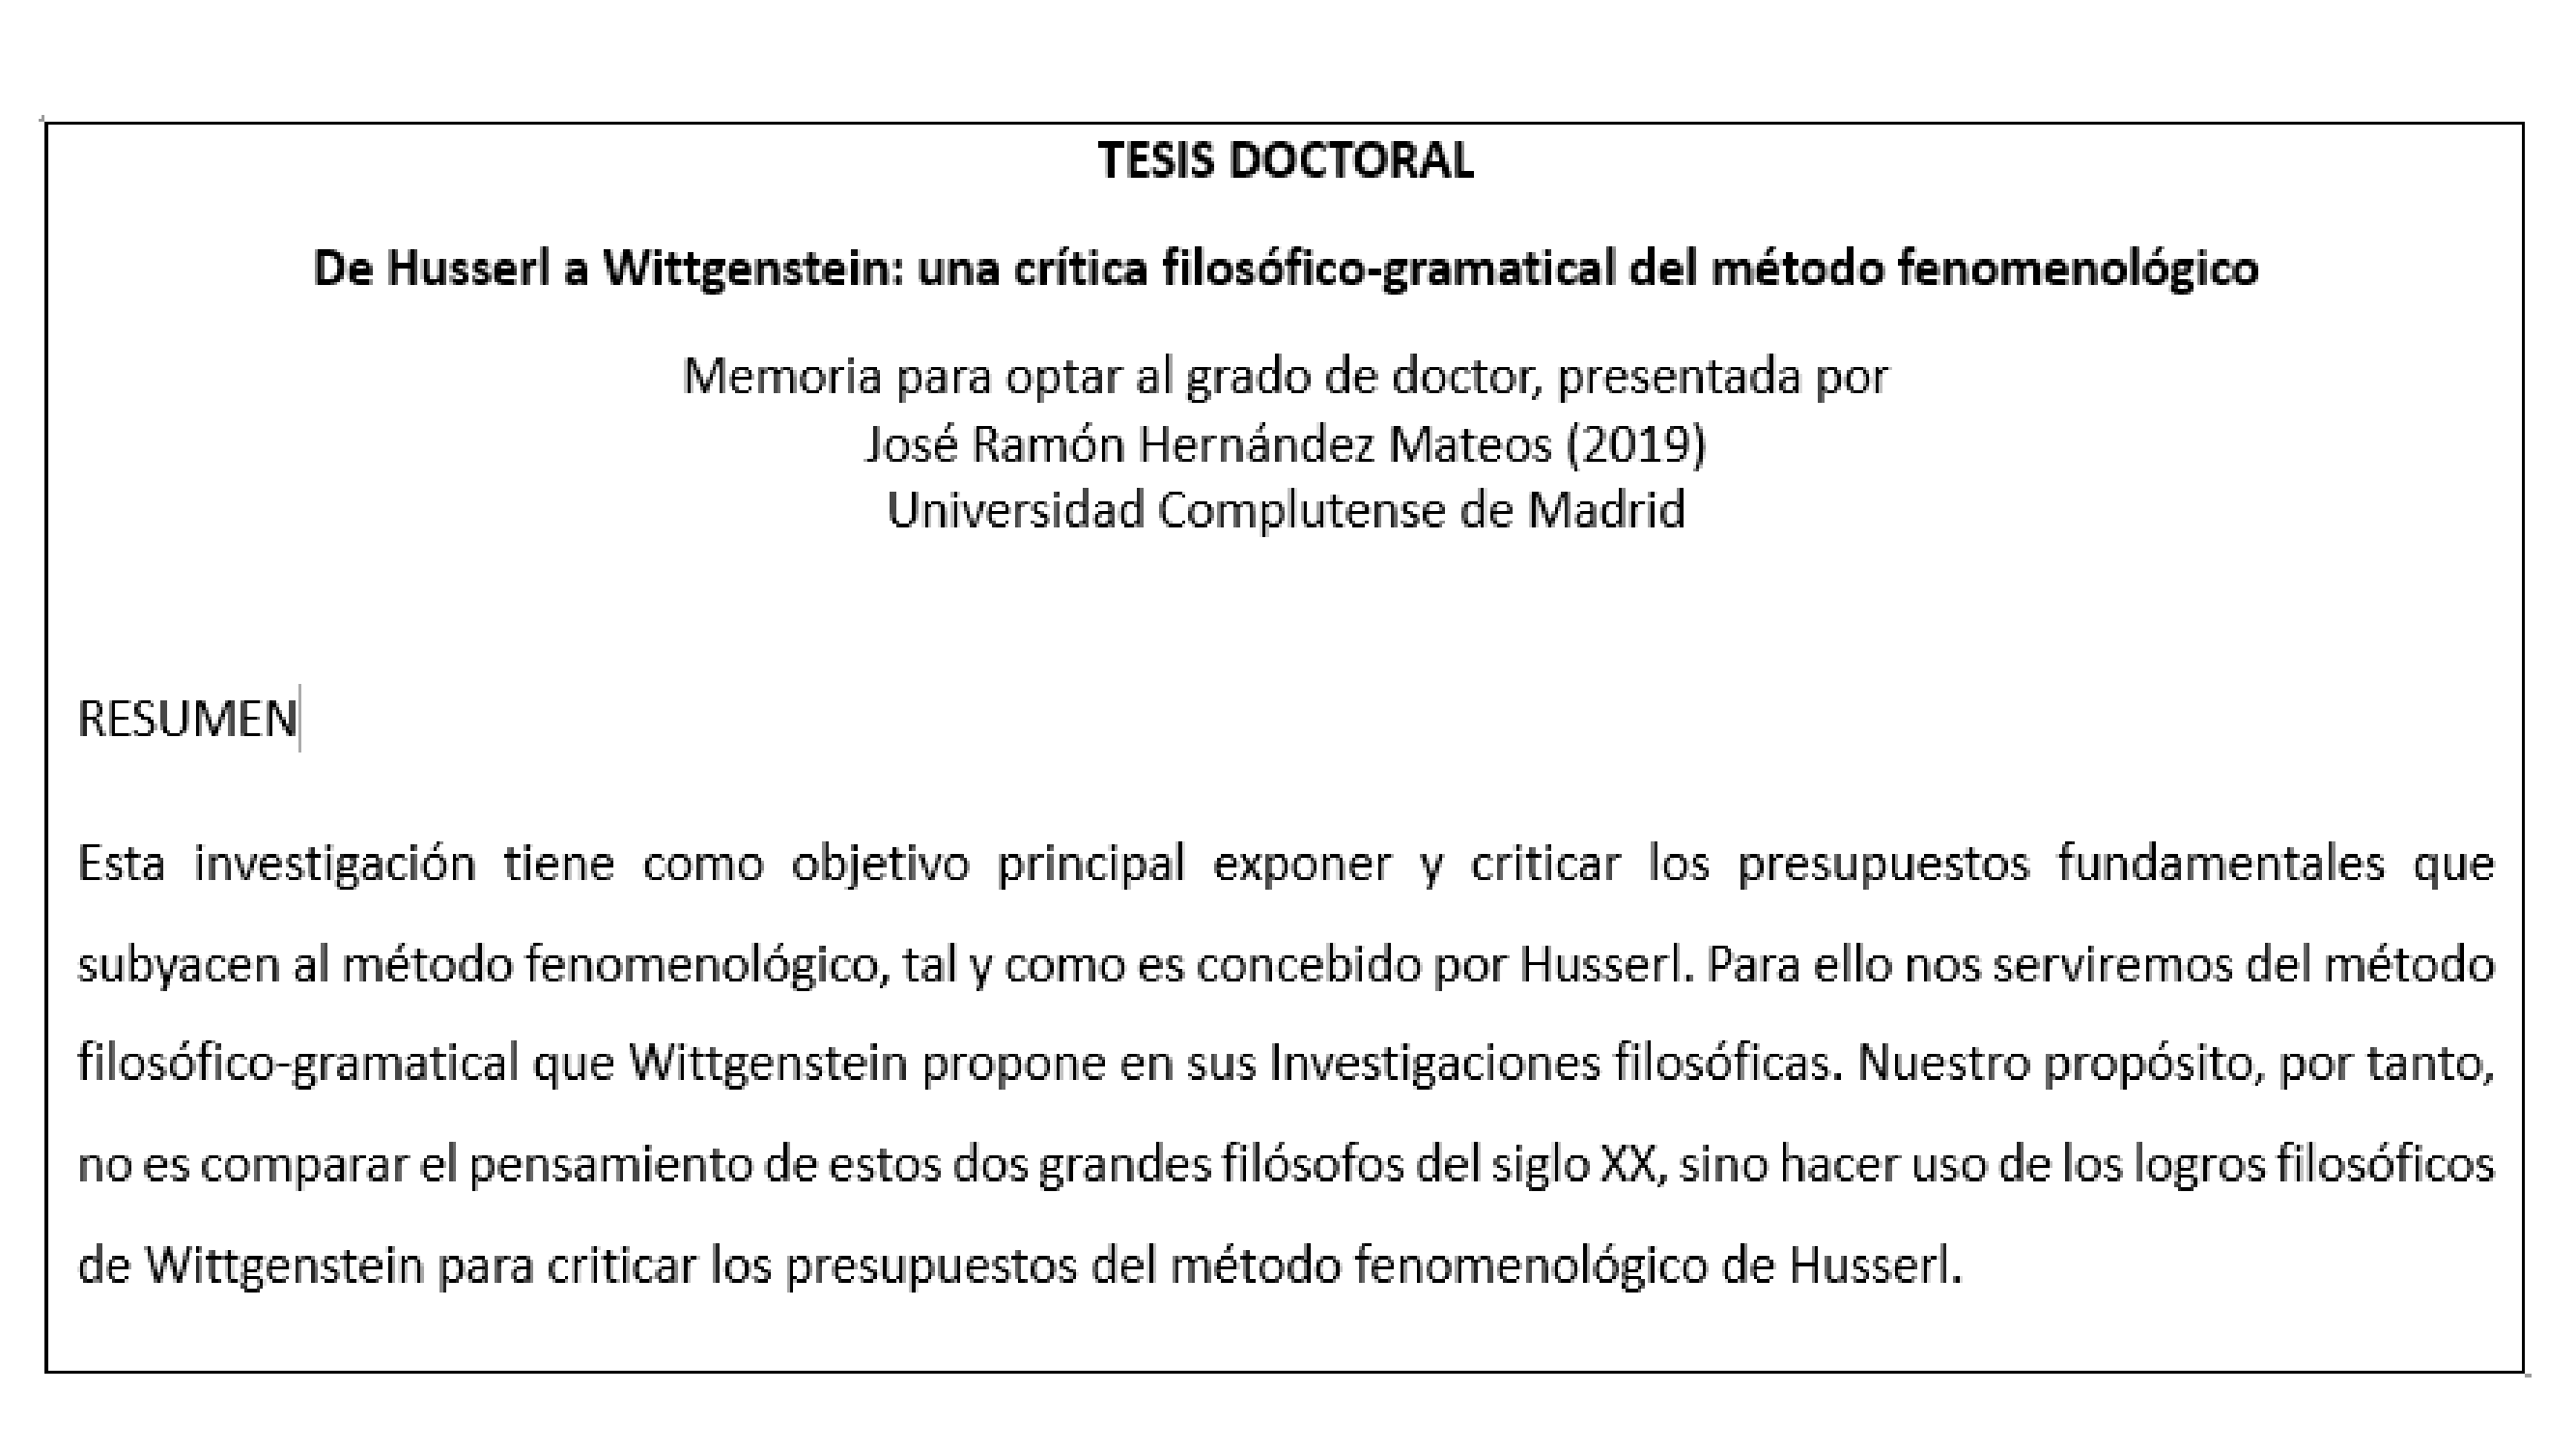 TESIS DOCTORAL
De Husserl a Wittgenstein: una crítica filosófico-gramatical del método fenomenológico
Memoria para optar al grado de doctor, presentada por
José Ramón Hernández Mateos (2019)
Universidad Complutense de Madrid
RESUMEN
Esta investigación tiene como objetivo principal exponer y criticar los presupuestos fundamentales que
subyacen al método fenomenológico, tal y como es concebido por Husserl. Para ello nos serviremos del método
filosófico-gramatical que Wittgenstein propone en sus Investigaciones filosóficas. Nuestro propósito, por tanto,
no es comparar el pensamiento de estos dos grandes filósofos del siglo XX, sino hacer uso de los logros filosóficos
de Wittgenstein para criticar los presupuestos del método fenomenológico de Husserl.